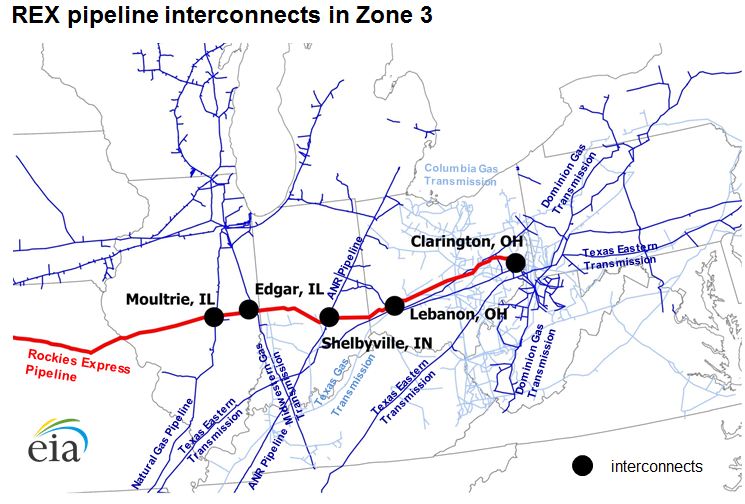 REX pipeline interconnects in Zone 3
Columbia Gas
Transmission
Dominion Gas
Transmission
Clarington, OH
Texas Eastern
Transmission
ANR Pipeline
Moultrie, IL
Edgar, IL
Lebanon, OH
Shelbyville, IN
Rockies Express
Pipeline
Texas Gas
Transmission
Dominion Gas
Transmission
Texas Eastern
Transmission
Midwestern Gas
Transmission
ANR Pipeline
Texas Eastern
Transmission
Natural Gas Pipeline
eia
interconnects